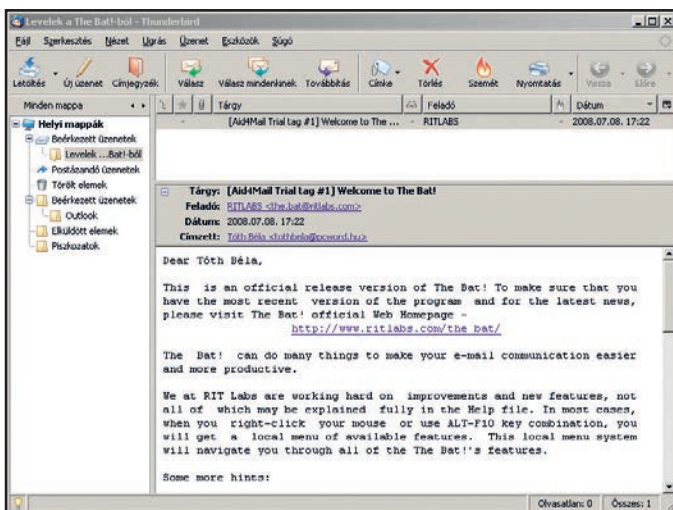 Levelek a The Bat!-ból - Thunderbird
Fájl Szerkesztés Nézet Ugrás Üzenet Eszközök Súgó
Letöltés Új üzenet Címjegyzék Válasz Válasz mindenkinek Továbbítás Címke Törlés Szemét Nyomtatás Vissza Előre
Minden mappa Tárgy Feladó Dátum
[Aid4Mail Trial tag #1] Welcome to The ... RITLABS 2008.07.08. 17:22
Helyi mappák
Beérkezett üzenetek
Levelek ...Bat!-ból
Postázandó üzenetek
Törölt elemek
Beérkezett üzenetek
Outlook
Elküldött elemek
Piszkozatok
Tárgy: [Aid4Mail Trial tag #1] Welcome to The Bat!
Feladó: RITLABS <the.bat@ritlabs.com>
Dátum: 2008.07.08. 17:22
Címzett: Tóth Béla <tothbela@pcword.hu>
Dear Tóth Béla,
This is an official release version of The Bat! To make sure that you
have the most recent version of the program and for the latest news,
please visit The Bat! official Web Homepage -
http://www.ritlabs.com/the_bat/
The Bat! can do many things to make your e-mail communication easier
and more productive.
We at RIT Labs are working hard on improvements and new features, not
all of which may be explained fully in the Help file. In most cases,
when you right-click your mouse or use ALT-F10 key combination, you
will get a local menu of available features. This local menu system
will navigate you through all of the The Bat!'s features.
Some more hints:
Olvasatlan: 0 Összes: 1